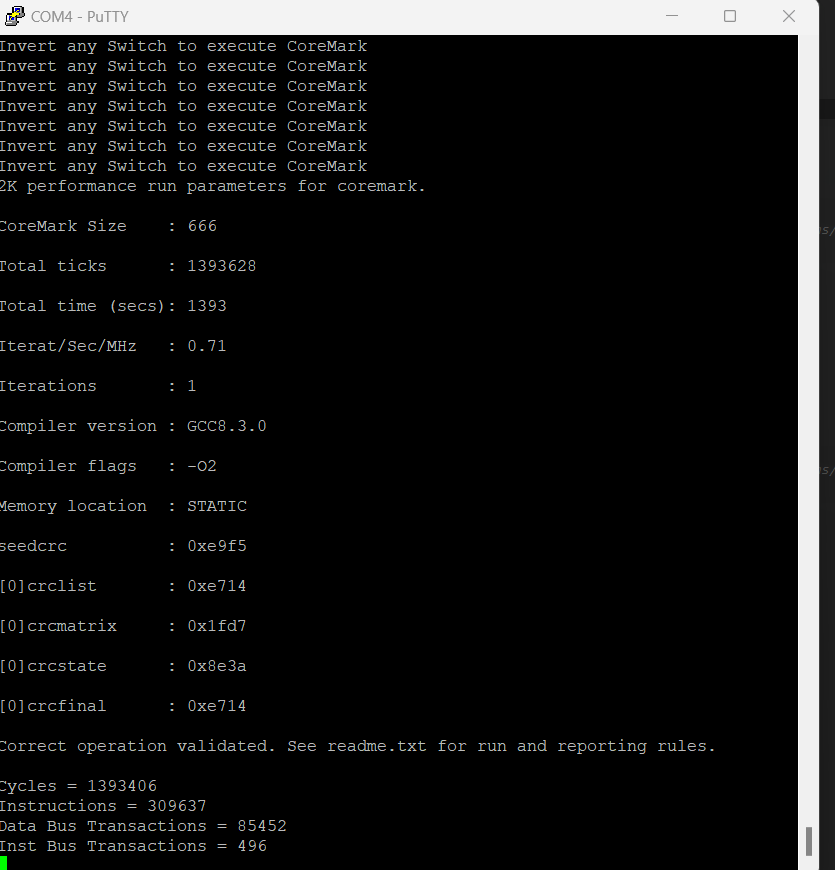 COM4 - PuTTY
Invert any Switch to execute CoreMark
Invert any Switch to execute CoreMark
Invert any Switch to execute CoreMark
Invert any Switch to execute CoreMark
Invert any Switch to execute CoreMark
Invert any Switch to execute CoreMark
Invert any Switch to execute CoreMark
2K performance run parameters for coremark.
CoreMark Size    : 666
Total ticks      : 1393628
Total time (secs): 1393
Iterat/Sec/MHz   : 0.71
Iterations       : 1
Compiler version : GCC8.3.0
Compiler flags   : -O2
Memory location  : STATIC
seedcrc          : 0xe9f5
[0]crclist       : 0xe714
[0]crcmatrix     : 0x1fd7
[0]crcstate      : 0x8e3a
[0]crcfinal      : 0xe714
Correct operation validated. See readme.txt for run and reporting rules.
Cycles = 1393406
Instructions = 309637
Data Bus Transactions = 85452
Inst Bus Transactions = 496